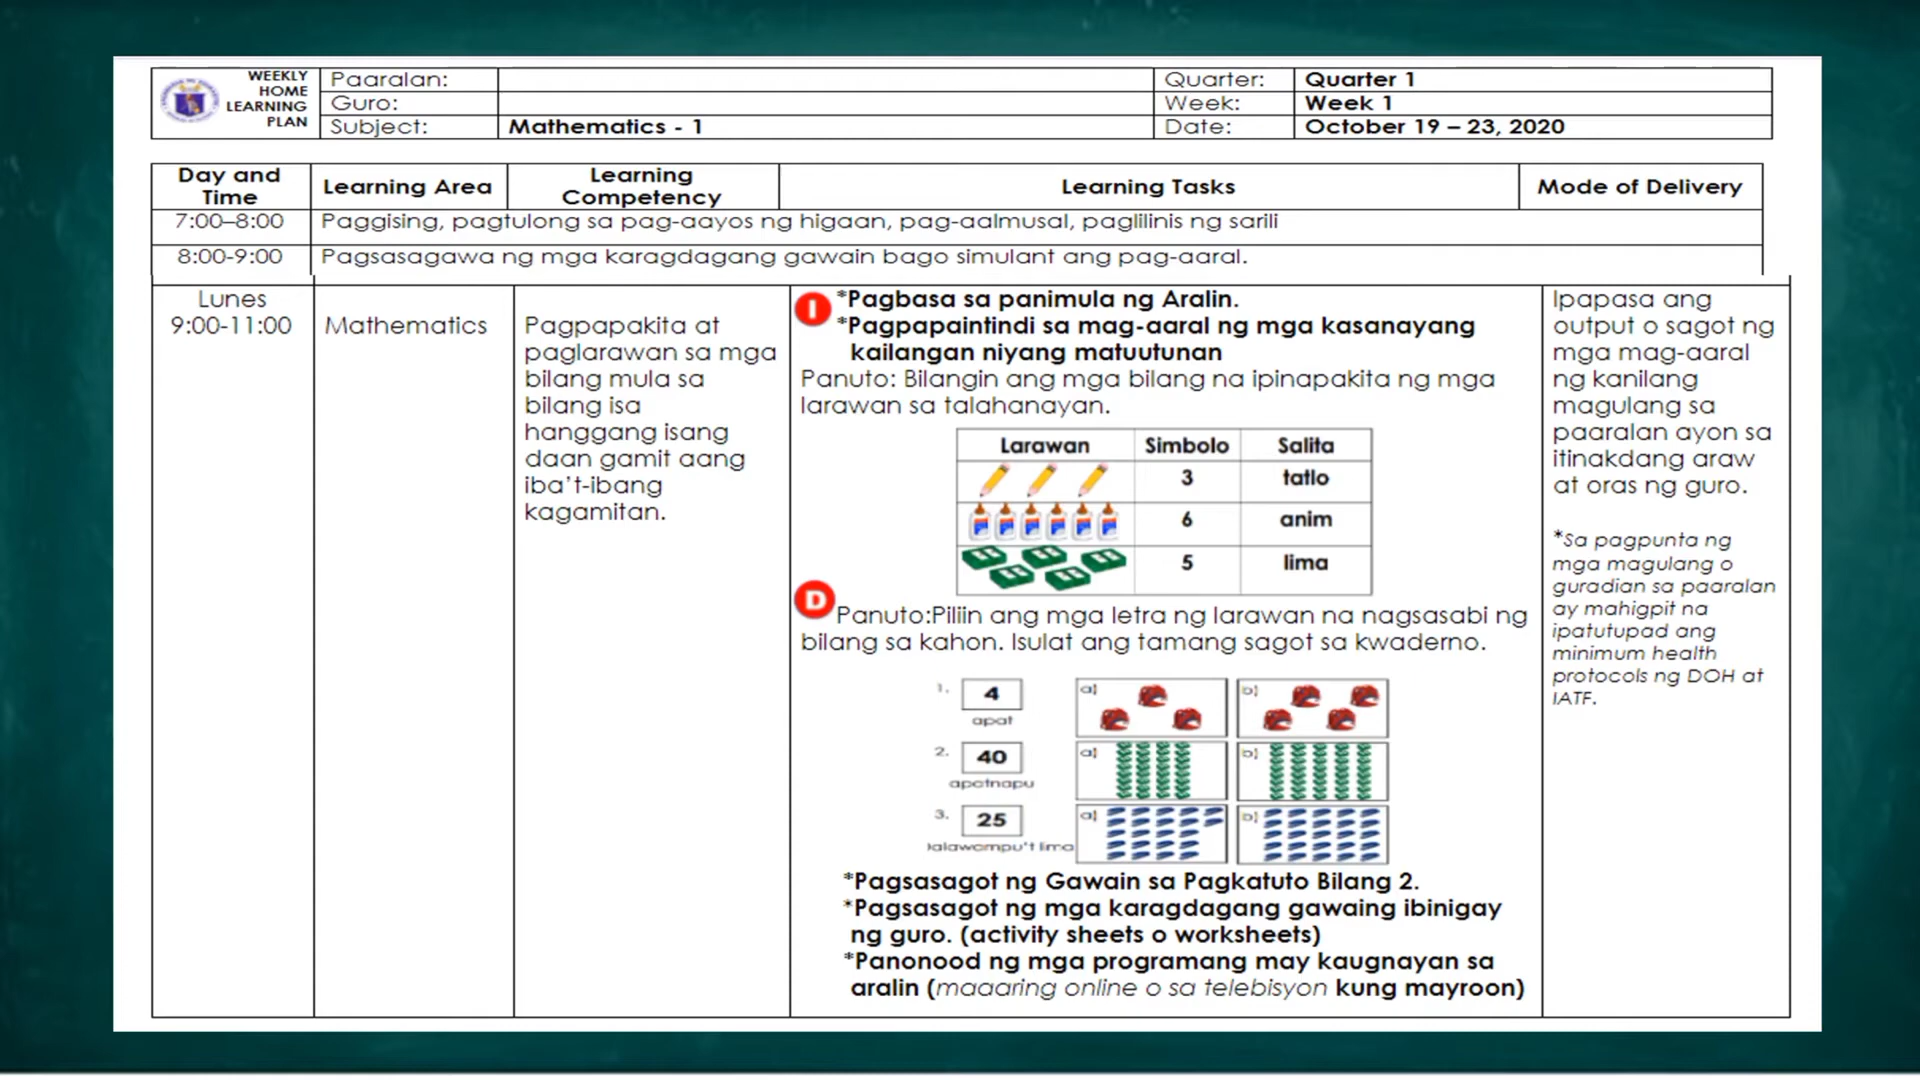 WEEKLY
HOME
LEARNING
PLAN
Paaralan:
Quarter: Quarter 1
Guro:
Week: Week 1
Subject: Mathematics - 1
Date: October 19 – 23, 2020
Day and Time
Learning Area
Learning Competency
Learning Tasks
Mode of Delivery
7:00–8:00 Paggising, pagtulong sa pag-aayos ng higaan, pag-aalmusal, paglilinis ng sarili
8:00-9:00 Pagsasagawa ng mga karagdagang gawain bago simulant ang pag-aaral.
Lunes
9:00-11:00
Mathematics
Pagpapakita at
paglarawan sa mga
bilang mula sa
bilang isa
hanggang isang
daan gamit aang
iba't-ibang
kagamitan.
I
*Pagbasa sa panimula ng Aralin.
*Pagpapaintindi sa mag-aaral ng mga kasanayang
kailangan niyang matuutunan
Panuto: Bilangin ang mga bilang na ipinapakita ng mga
larawan sa talahanayan.
Larawan Simbolo Salita
3 tatlo
6 anim
5 lima
D
Panuto:Piliin ang mga letra ng larawan na nagsasabi ng
bilang sa kahon. Isulat ang tamang sagot sa kwaderno.
1. 4 a) b)
apat
2. 40 a) b)
apatnapu
3. 25 a) b)
dalawampu't lima
*Pagsasagot ng Gawain sa Pagkatuto Bilang 2.
*Pagsasagot ng mga karagdagang gawaing ibinigay
ng guro. (activity sheets o worksheets)
*Panonood ng mga programang may kaugnayan sa
aralin (maaaring online o sa telebisyon kung mayroon)
Ipapasa ang
output o sagot ng
mga mag-aaral
ng kanilang
magulang sa
paaralan ayon sa
itinakdang araw
at oras ng guro.
*Sa pagpunta ng
mga magulang o
guradian sa paaralan
ay mahigpit na
ipatutupad ang
minimum health
protocols ng DOH at
IATF.